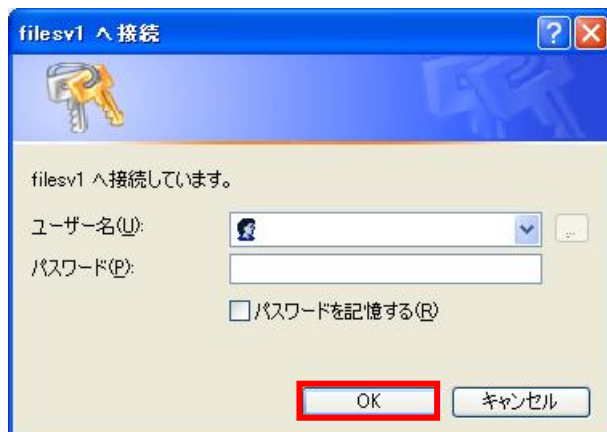 filesv1 へ接続
filesv1 へ接続しています。
ユーザー名(U):
パスワード(P):
パスワードを記憶する(R)
OK キャンセル